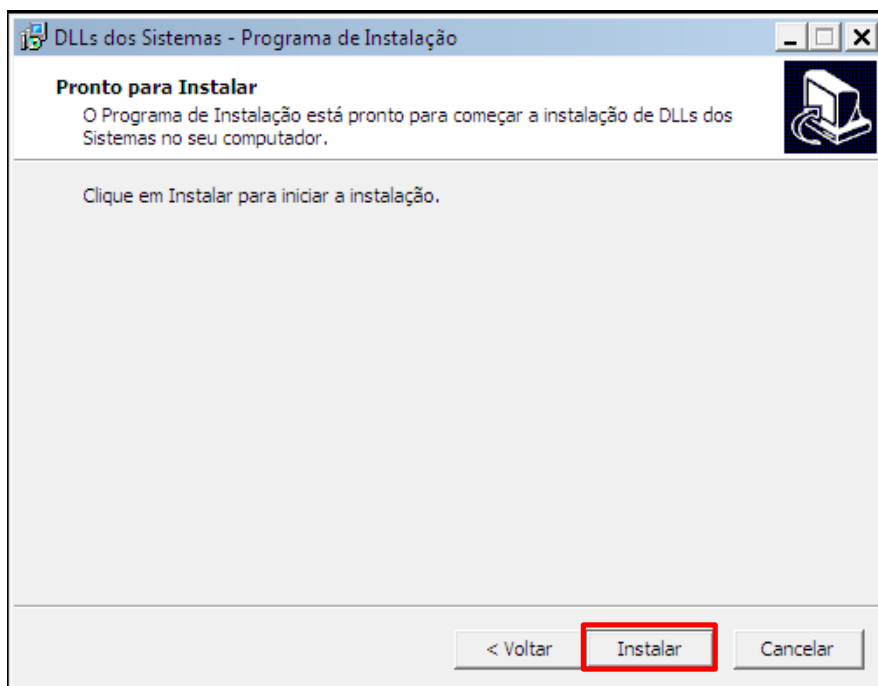 DLLs dos Sistemas - Programa de Instalação
Pronto para Instalar
O Programa de Instalação está pronto para começar a instalação de DLLs dos
Sistemas no seu computador.
Clique em Instalar para iniciar a instalação.
< Voltar
Instalar
Cancelar